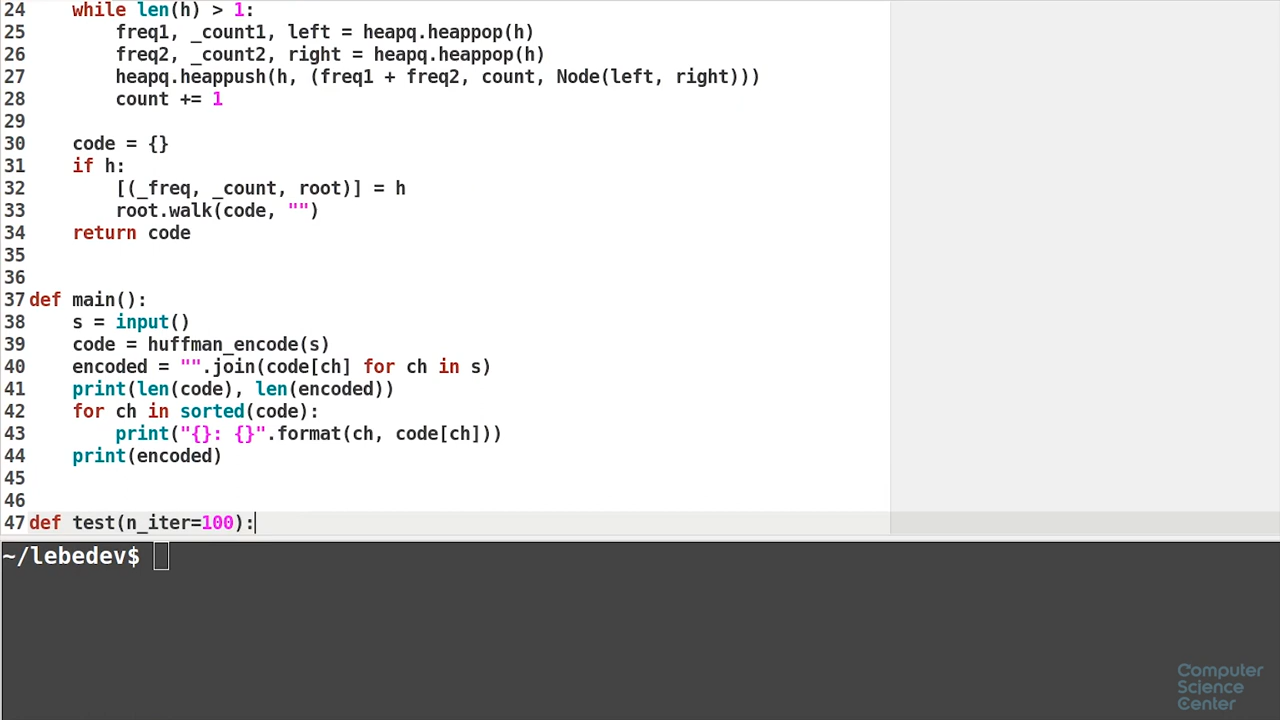 24    while len(h) > 1:
25        freq1, _count1, left = heapq.heappop(h)
26        freq2, _count2, right = heapq.heappop(h)
27        heapq.heappush(h, (freq1 + freq2, count, Node(left, right)))
28        count += 1
29
30    code = {}
31    if h:
32        [(_freq, _count, root)] = h
33        root.walk(code, "")
34    return code
35
36
37 def main():
38    s = input()
39    code = huffman_encode(s)
40    encoded = "".join(code[ch] for ch in s)
41    print(len(code), len(encoded))
42    for ch in sorted(code):
43        print("{}: {}".format(ch, code[ch]))
44    print(encoded)
45
46
47 def test(n_iter=100):
~/lebedev$
Computer
Science
Center